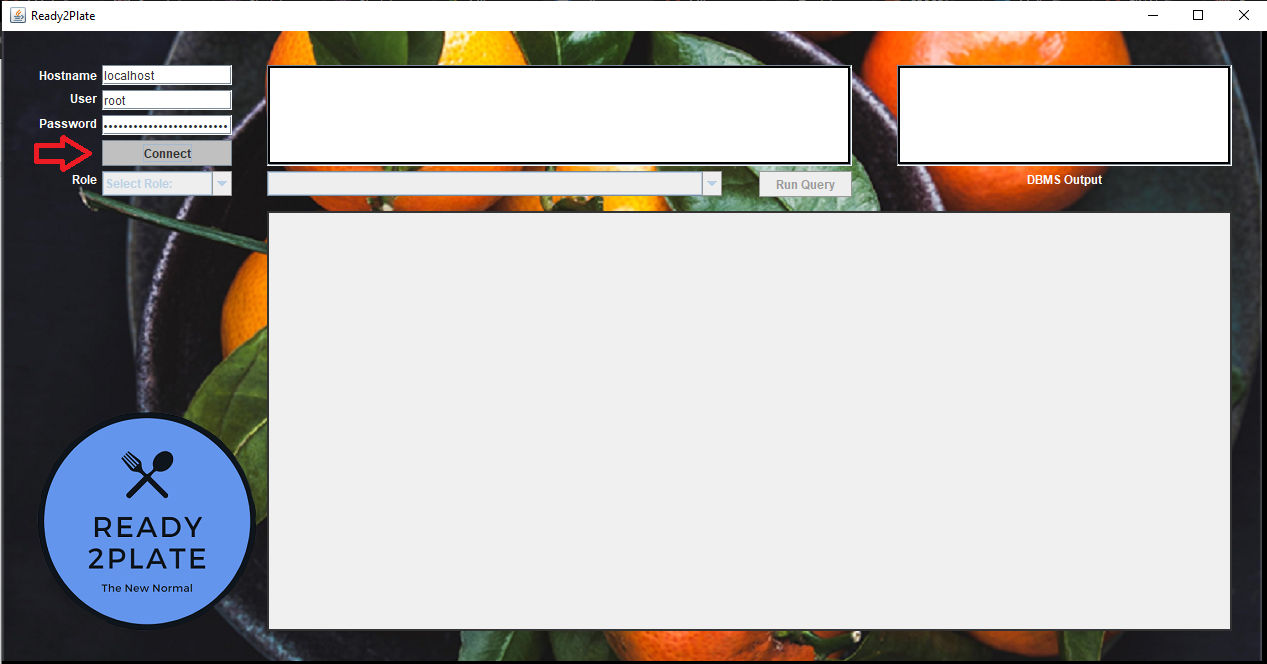 Ready2Plate
Hostname localhost
User root
Password •••••••••••••••••••••••••
Connect
Role Select Role:
Run Query
DBMS Output
READY
2PLATE
The New Normal